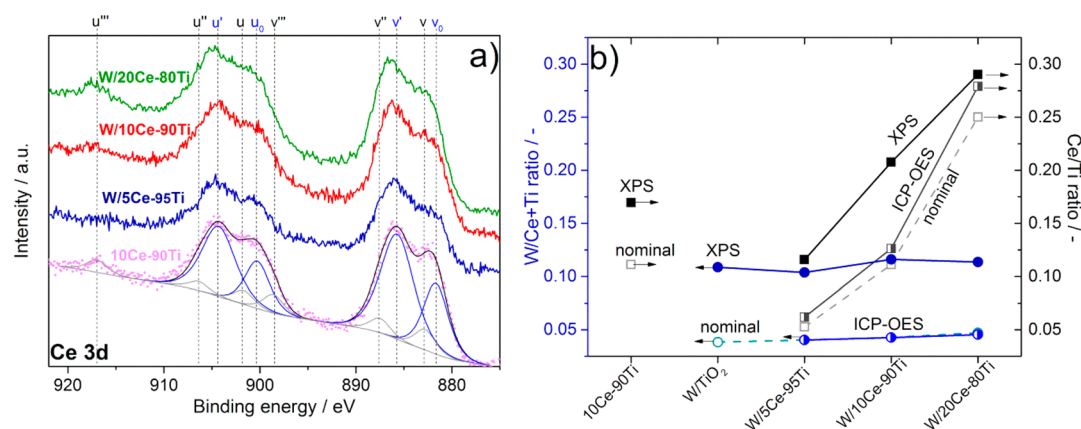 u''' u'' u' u u₀ v''' v'' v' v v₀
a)
W/20Ce-80Ti
W/10Ce-90Ti
W/5Ce-95Ti
10Ce-90Ti
Ce 3d
Intensity / a.u.
920 910 900 890 880
Binding energy / eV
b)
W/Ce+Ti ratio / -
0.30
0.25
0.20
0.15
0.10
0.05
XPS
nominal
XPS
nominal
XPS
ICP-OES
nominal
ICP-OES
0.30
0.25
0.20
0.15
0.10
0.05
Ce/Ti ratio / -
10Ce-90Ti
W/TiO₂
W/5Ce-95Ti
W/10Ce-90Ti
W/20Ce-80Ti